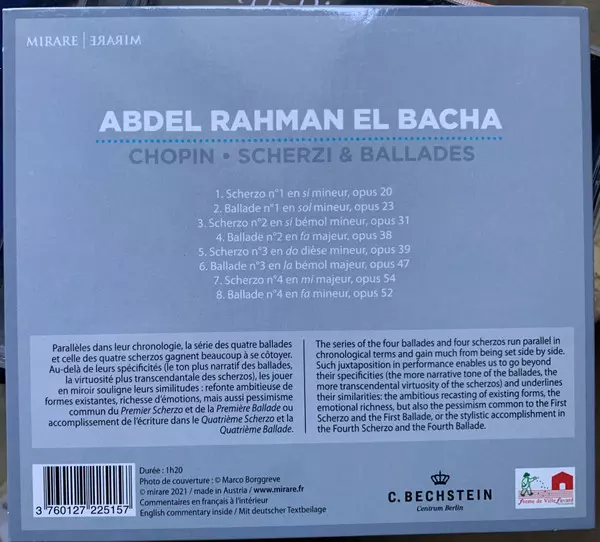 MIRARE | ƎЯAЯIM
ABDEL RAHMAN EL BACHA
CHOPIN • SCHERZI & BALLADES
1. Scherzo n°1 en si mineur, opus 20
2. Ballade n°1 en sol mineur, opus 23
3. Scherzo n°2 en si bémol mineur, opus 31
4. Ballade n°2 en fa majeur, opus 38
5. Scherzo n°3 en do dièse mineur, opus 39
6. Ballade n°3 en la bémol majeur, opus 47
7. Scherzo n°4 en mi majeur, opus 54
8. Ballade n°4 en fa mineur, opus 52
Parallèles dans leur chronologie, la série des quatre ballades
et celle des quatre scherzos gagnent beaucoup à se côtoyer.
Au-delà de leurs spécificités (le ton plus narratif des ballades,
la virtuosité plus transcendantale des scherzos), les jouer
en miroir souligne leurs similitudes : refonte ambitieuse de
formes existantes, richesse d'émotions, mais aussi pessimisme
commun du Premier Scherzo et de la Première Ballade ou
accomplissement de l'écriture dans le Quatrième Scherzo et la
Quatrième Ballade.
The series of the four ballades and four scherzos run parallel in
chronological terms and gain much from being set side by side.
Such juxtaposition in performance enables us to go beyond
their specificities (the more narrative tone of the ballades, the
more transcendental virtuosity of the scherzos) and underlines
their similarities: the ambitious recasting of existing forms, the
emotional richness, but also the pessimism common to the First
Scherzo and the First Ballade, or the stylistic accomplishment in
the Fourth Scherzo and the Fourth Ballade.
3 760127 225157
Durée : 1h20
Photo de couverture : © Marco Borggreve
© mirare 2021 / made in Austria / www.mirare.fr
Commentaires en français à l'intérieur
English commentary inside / Mit deutscher Textbeilage
C. BECHSTEIN
Centrum Berlin
Ferme de Villefavard